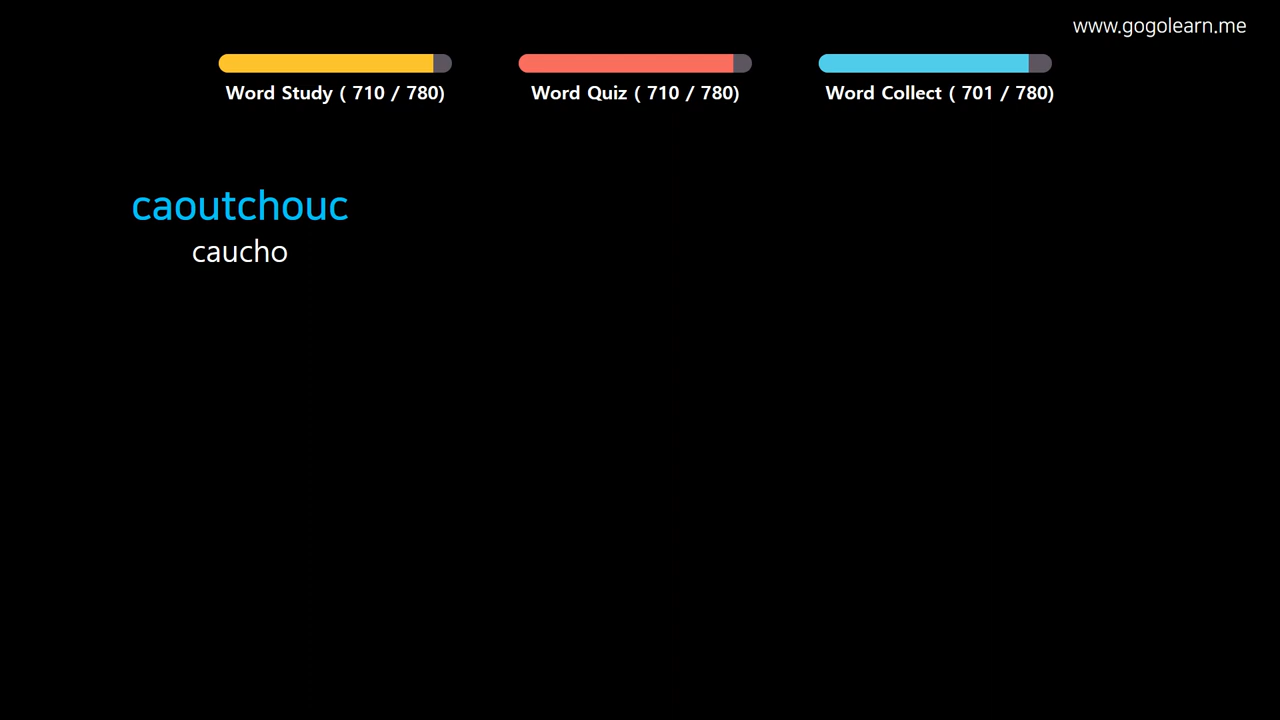 www.gogolearn.me
Word Study ( 710 / 780)
Word Quiz ( 710 / 780)
Word Collect ( 701 / 780)
caoutchouc
caucho